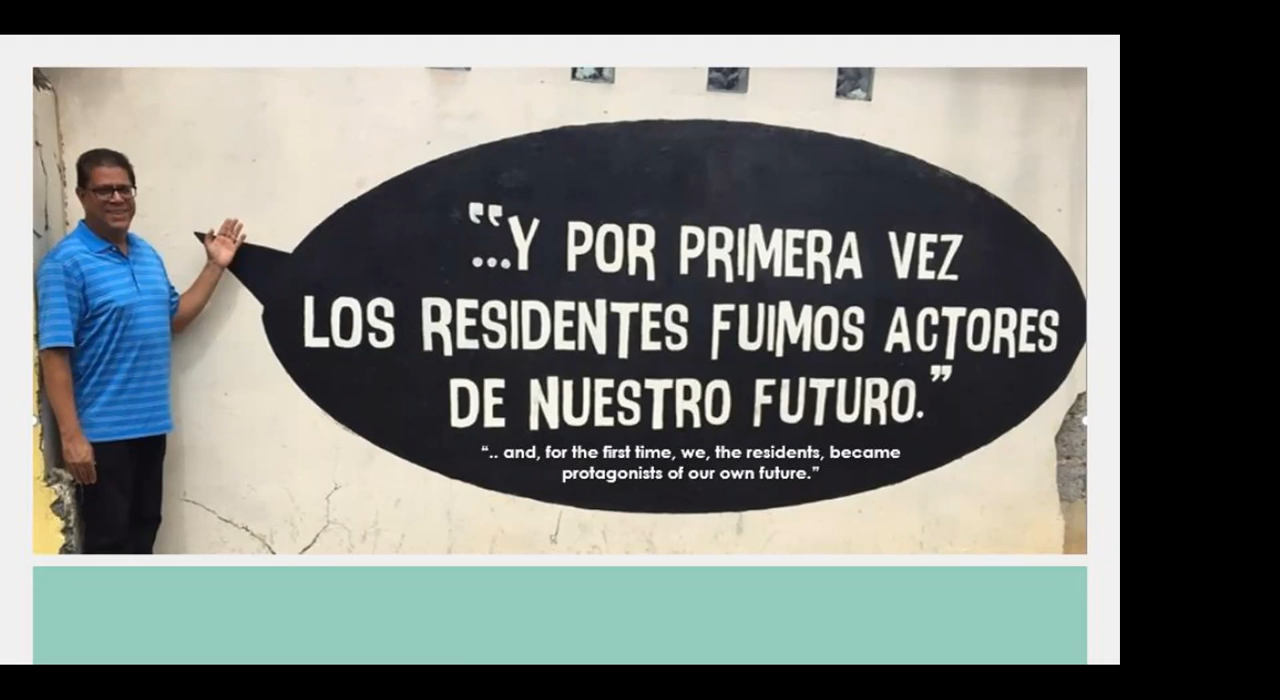 “...Y POR PRIMERA VEZ
LOS RESIDENTES FUIMOS ACTORES
DE NUESTRO FUTURO.”
“.. and, for the first time, we, the residents, became
protagonists of our own future.”